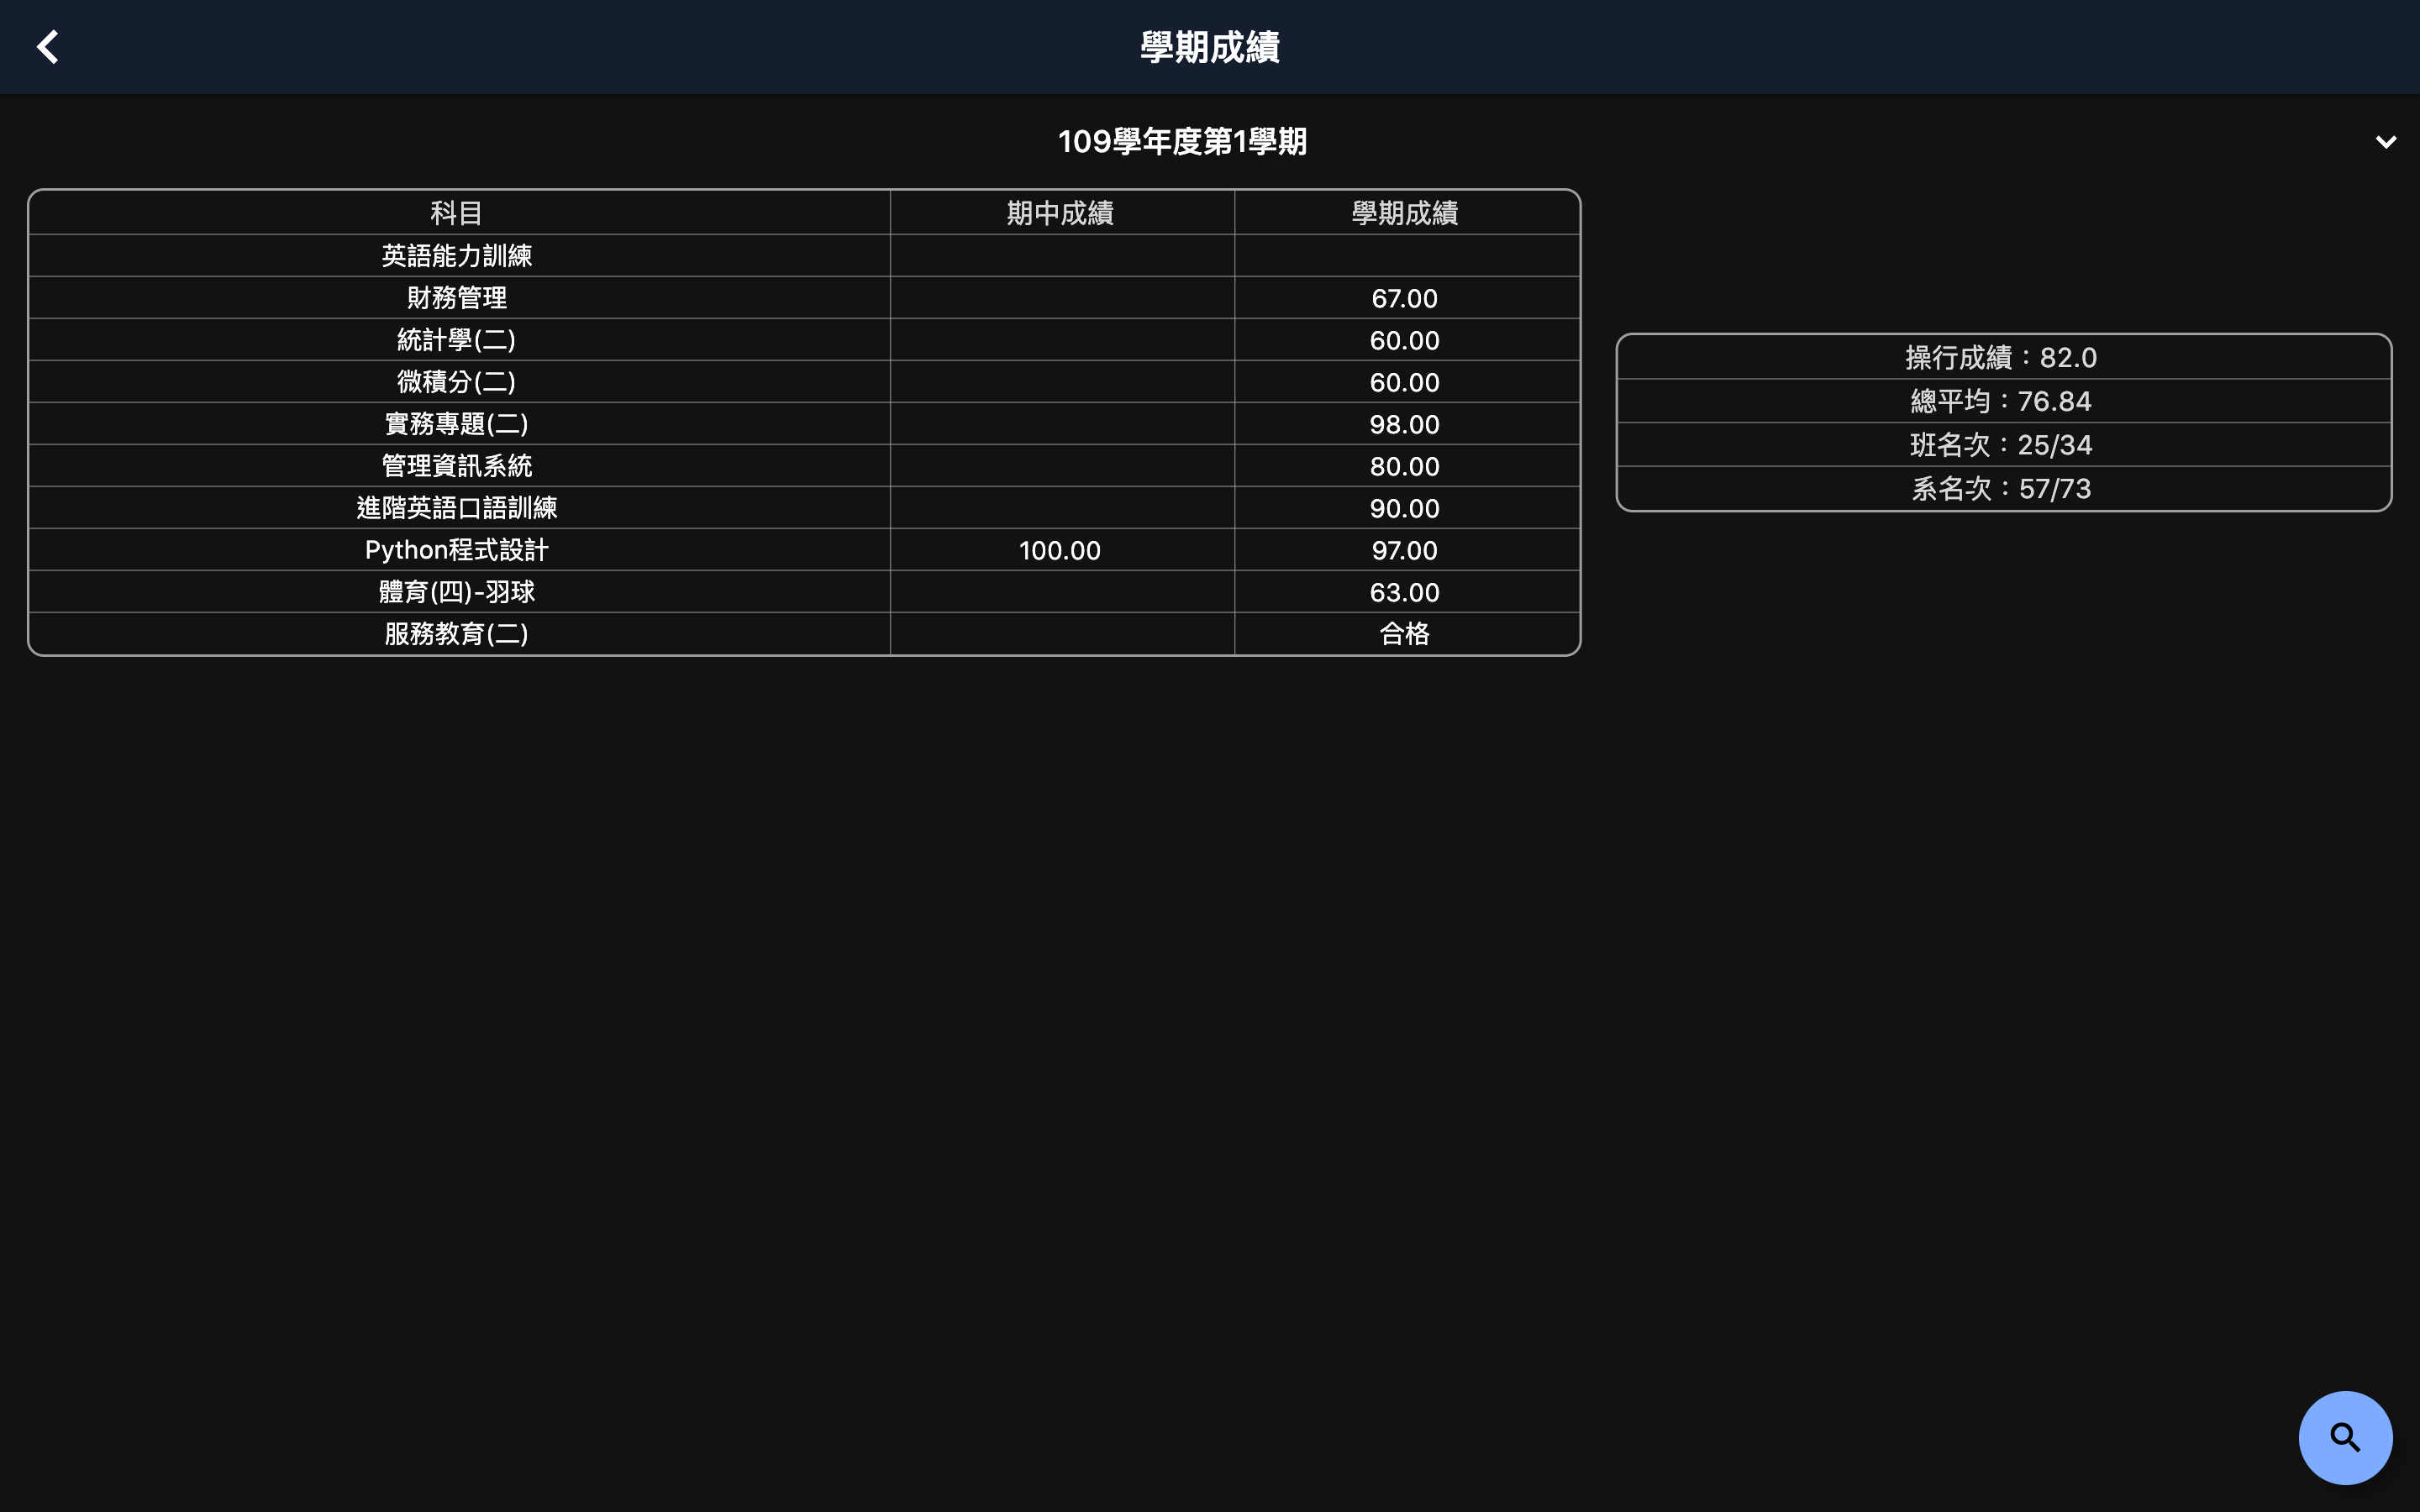 學期成績
109學年度第1學期
科目 期中成績 學期成績
英語能力訓練
財務管理 67.00
統計學(二) 60.00
微積分(二) 60.00
實務專題(二) 98.00
管理資訊系統 80.00
進階英語口語訓練 90.00
Python程式設計 100.00 97.00
體育(四)-羽球 63.00
服務教育(二) 合格
操行成績：82.0
總平均：76.84
班名次：25/34
系名次：57/73